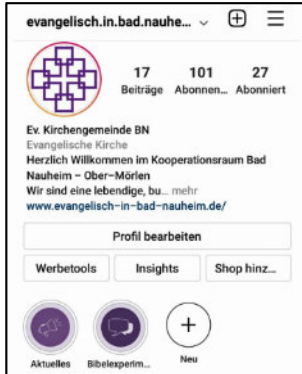 evangelisch.in.bad.nauhe...
17 101 27
Beiträge Abonnen... Abonniert
Ev. Kirchengemeinde BN
Evangelische Kirche
Herzlich Willkommen im Kooperationsraum Bad
Nauheim – Ober–Mörlen
Wir sind eine lebendige, bu... mehr
www.evangelisch-in-bad-nauheim.de/
Profil bearbeiten
Werbetools Insights Shop hinz...
Aktuelles Bibelexperim... Neu